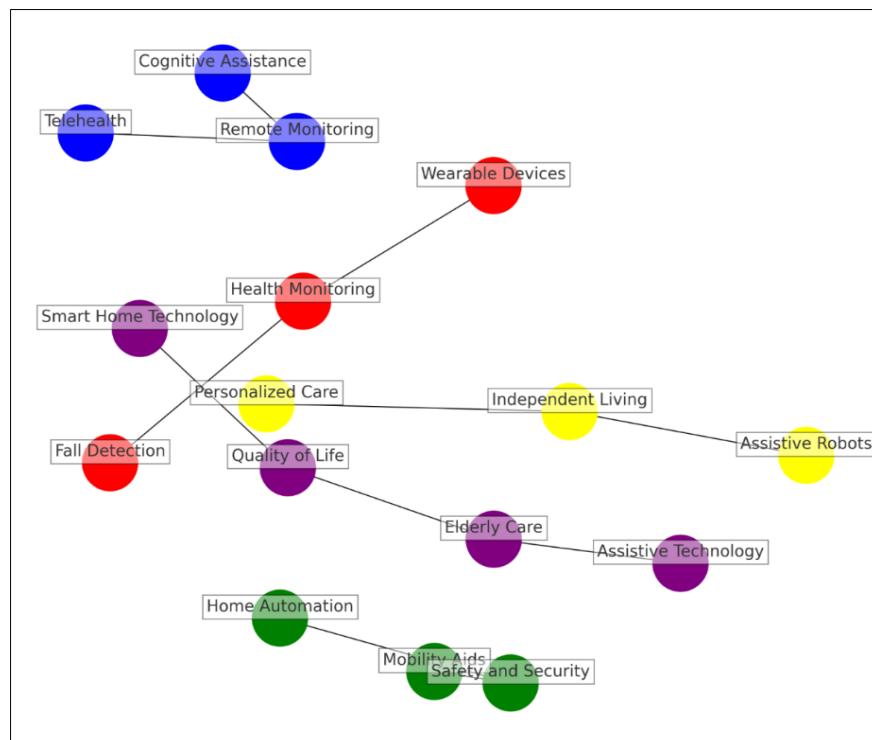 Cognitive Assistance
Telehealth
Remote Monitoring
Wearable Devices
Health Monitoring
Smart Home Technology
Personalized Care
Independent Living
Fall Detection
Quality of Life
Assistive Robots
Elderly Care
Assistive Technology
Home Automation
Mobility Aids
Safety and Security